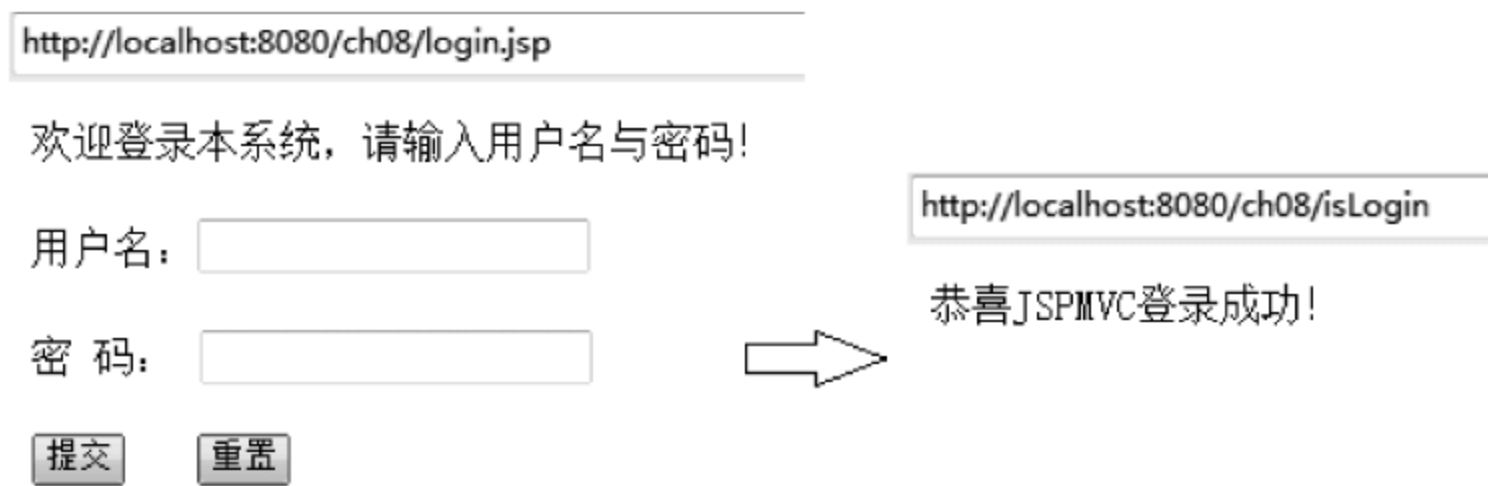 http://localhost:8080/ch08/login.jsp
欢迎登录本系统，请输入用户名与密码！
用户名：
密 码：
提交 重置
http://localhost:8080/ch08/isLogin
恭喜JSPMVC登录成功！